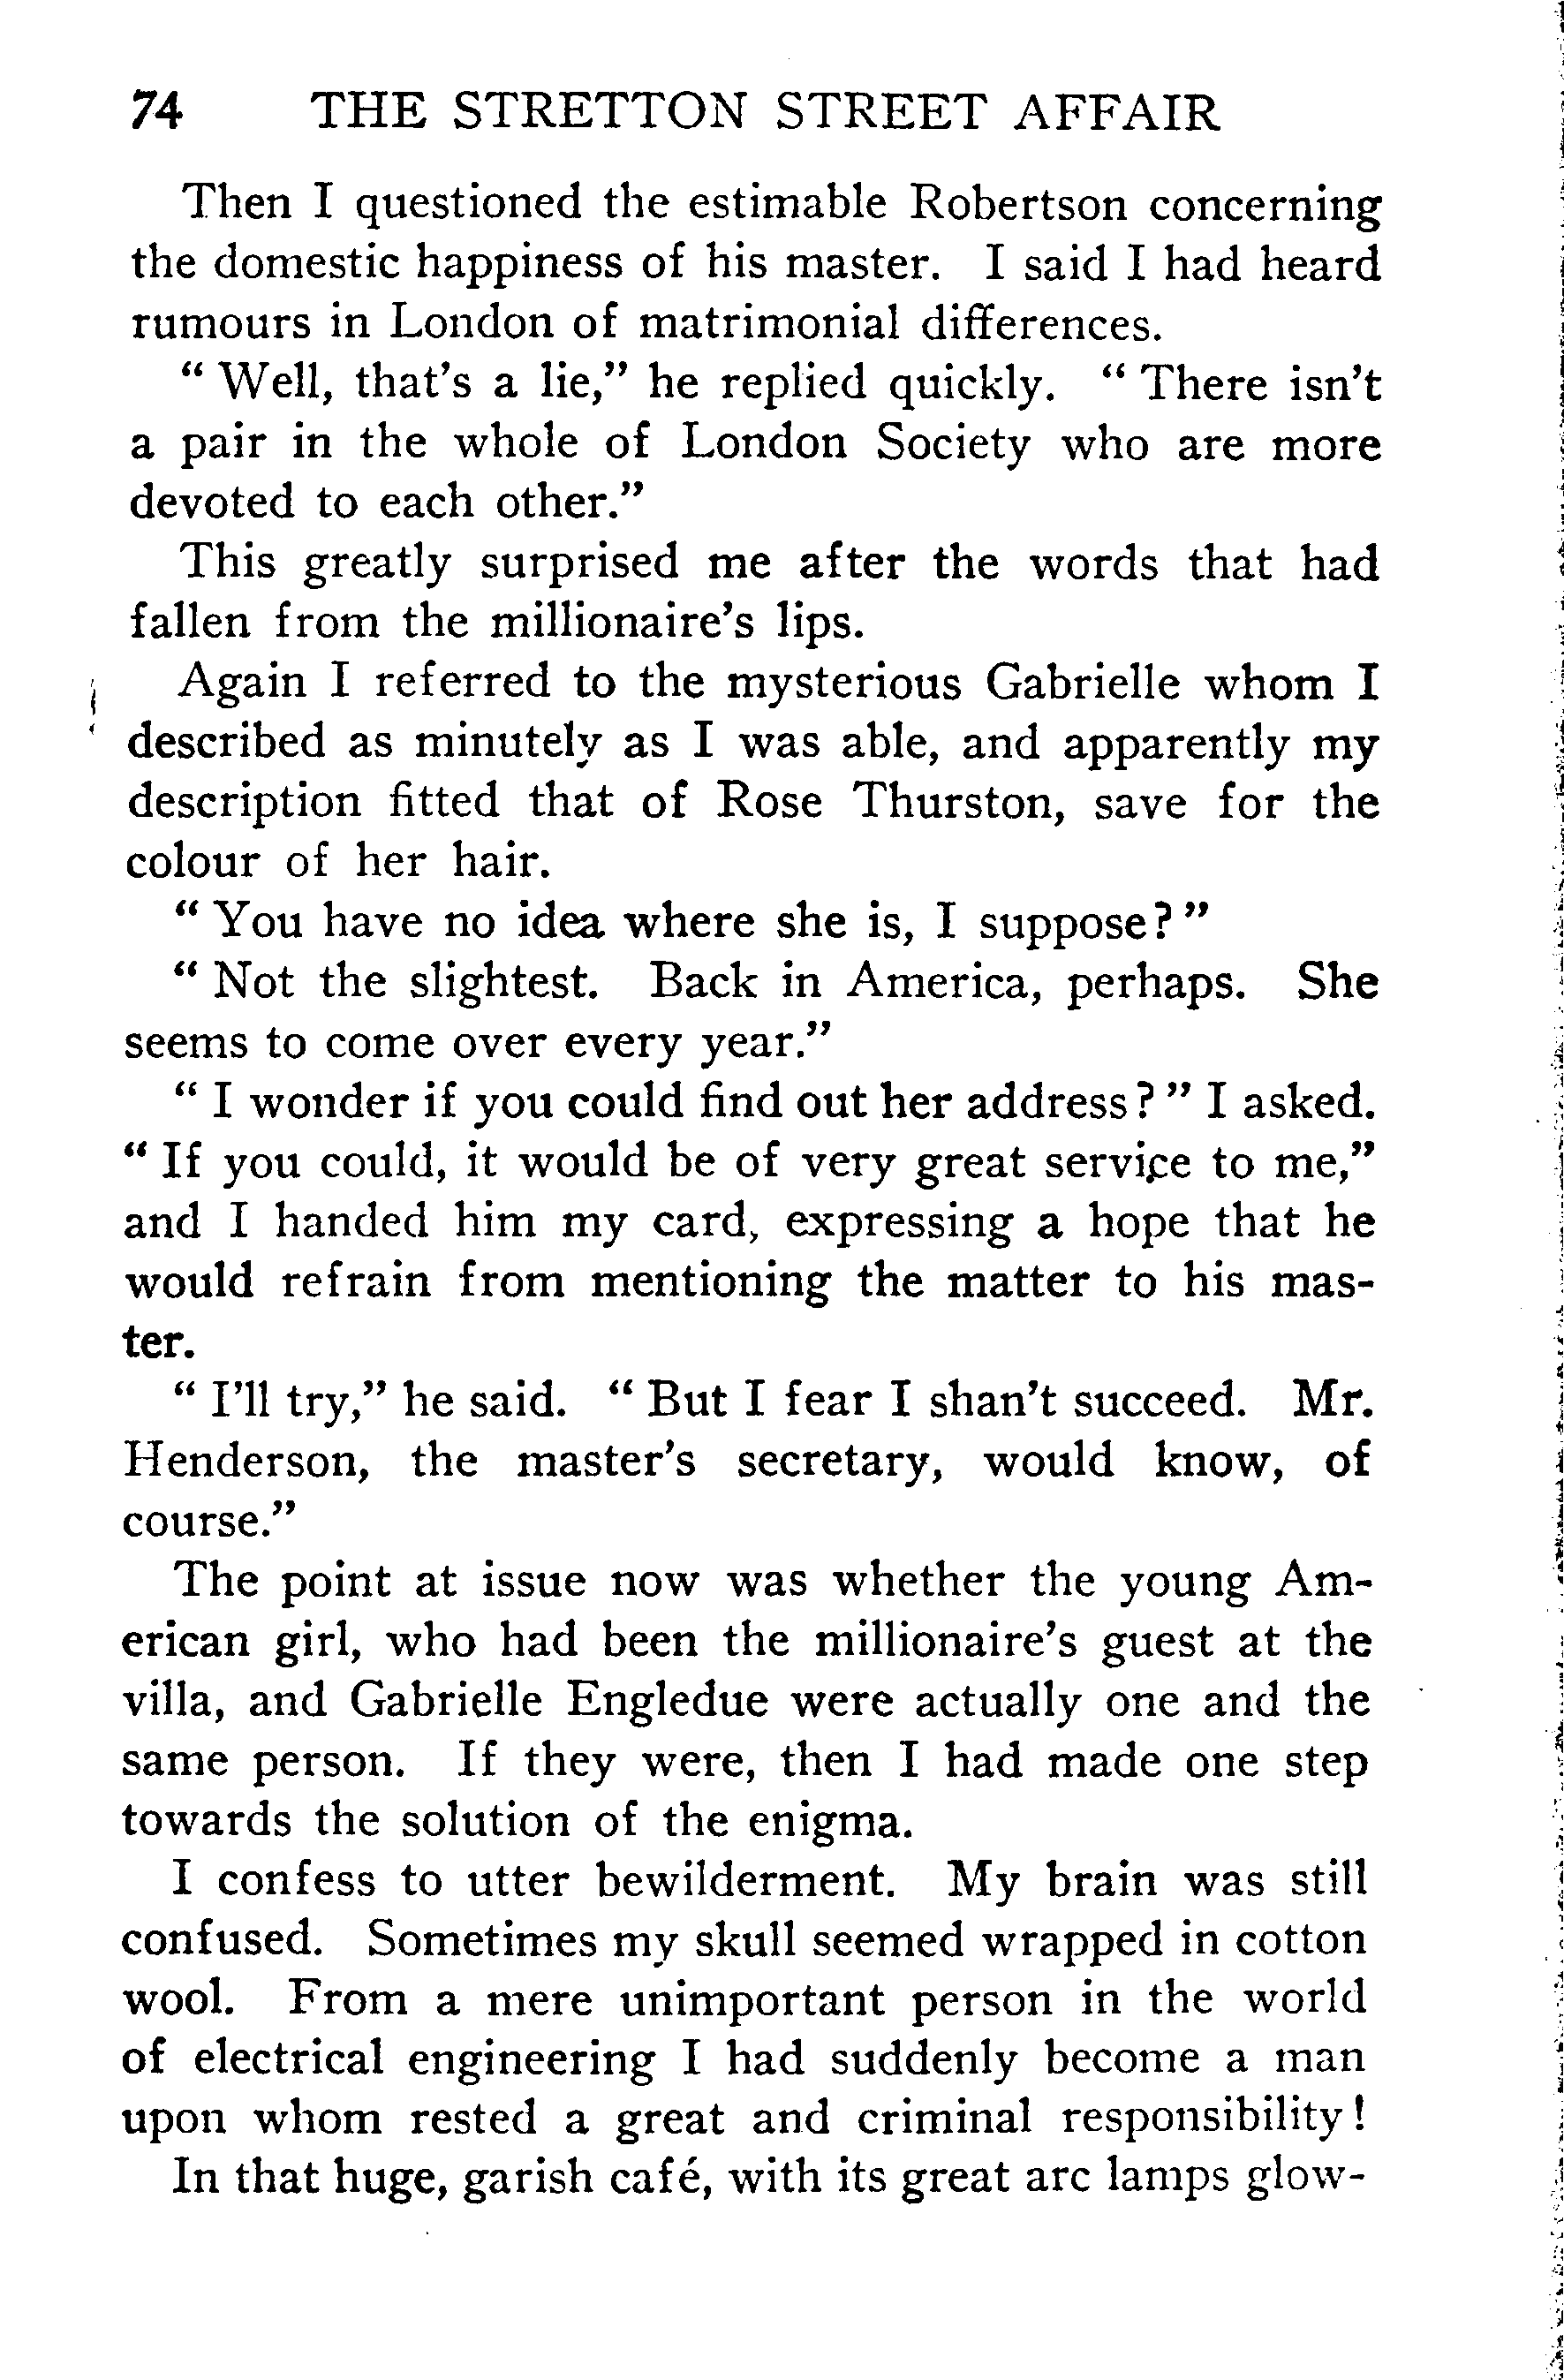 74 THE STRETTON STREET AFFAIR
Then I questioned the estimable Robertson concerning
the domestic happiness of his master. I said I had heard
rumours in London of matrimonial differences.
“ Well, that’s a lie,” he replied quickly. “ There isn’t
a pair in the whole of London Society who are more
devoted to each other.”
This greatly surprised me after the words that had
fallen from the millionaire’s lips.
Again I referred to the mysterious Gabrielle whom I
described as minutely as I was able, and apparently my
description fitted that of Rose Thurston, save for the
colour of her hair.
“ You have no idea where she is, I suppose? ”
“ Not the slightest. Back in America, perhaps. She
seems to come over every year.”
“ I wonder if you could find out her address ? ” I asked.
“ If you could, it would be of very great service to me,”
and I handed him my card, expressing a hope that he
would refrain from mentioning the matter to his mas-
ter.
“ I’ll try,” he said. “ But I fear I shan’t succeed. Mr.
Henderson, the master’s secretary, would know, of
course.”
The point at issue now was whether the young Am-
erican girl, who had been the millionaire’s guest at the
villa, and Gabrielle Engledue were actually one and the
same person. If they were, then I had made one step
towards the solution of the enigma.
I confess to utter bewilderment. My brain was still
confused. Sometimes my skull seemed wrapped in cotton
wool. From a mere unimportant person in the world
of electrical engineering I had suddenly become a man
upon whom rested a great and criminal responsibility !
In that huge, garish café, with its great arc lamps glow-